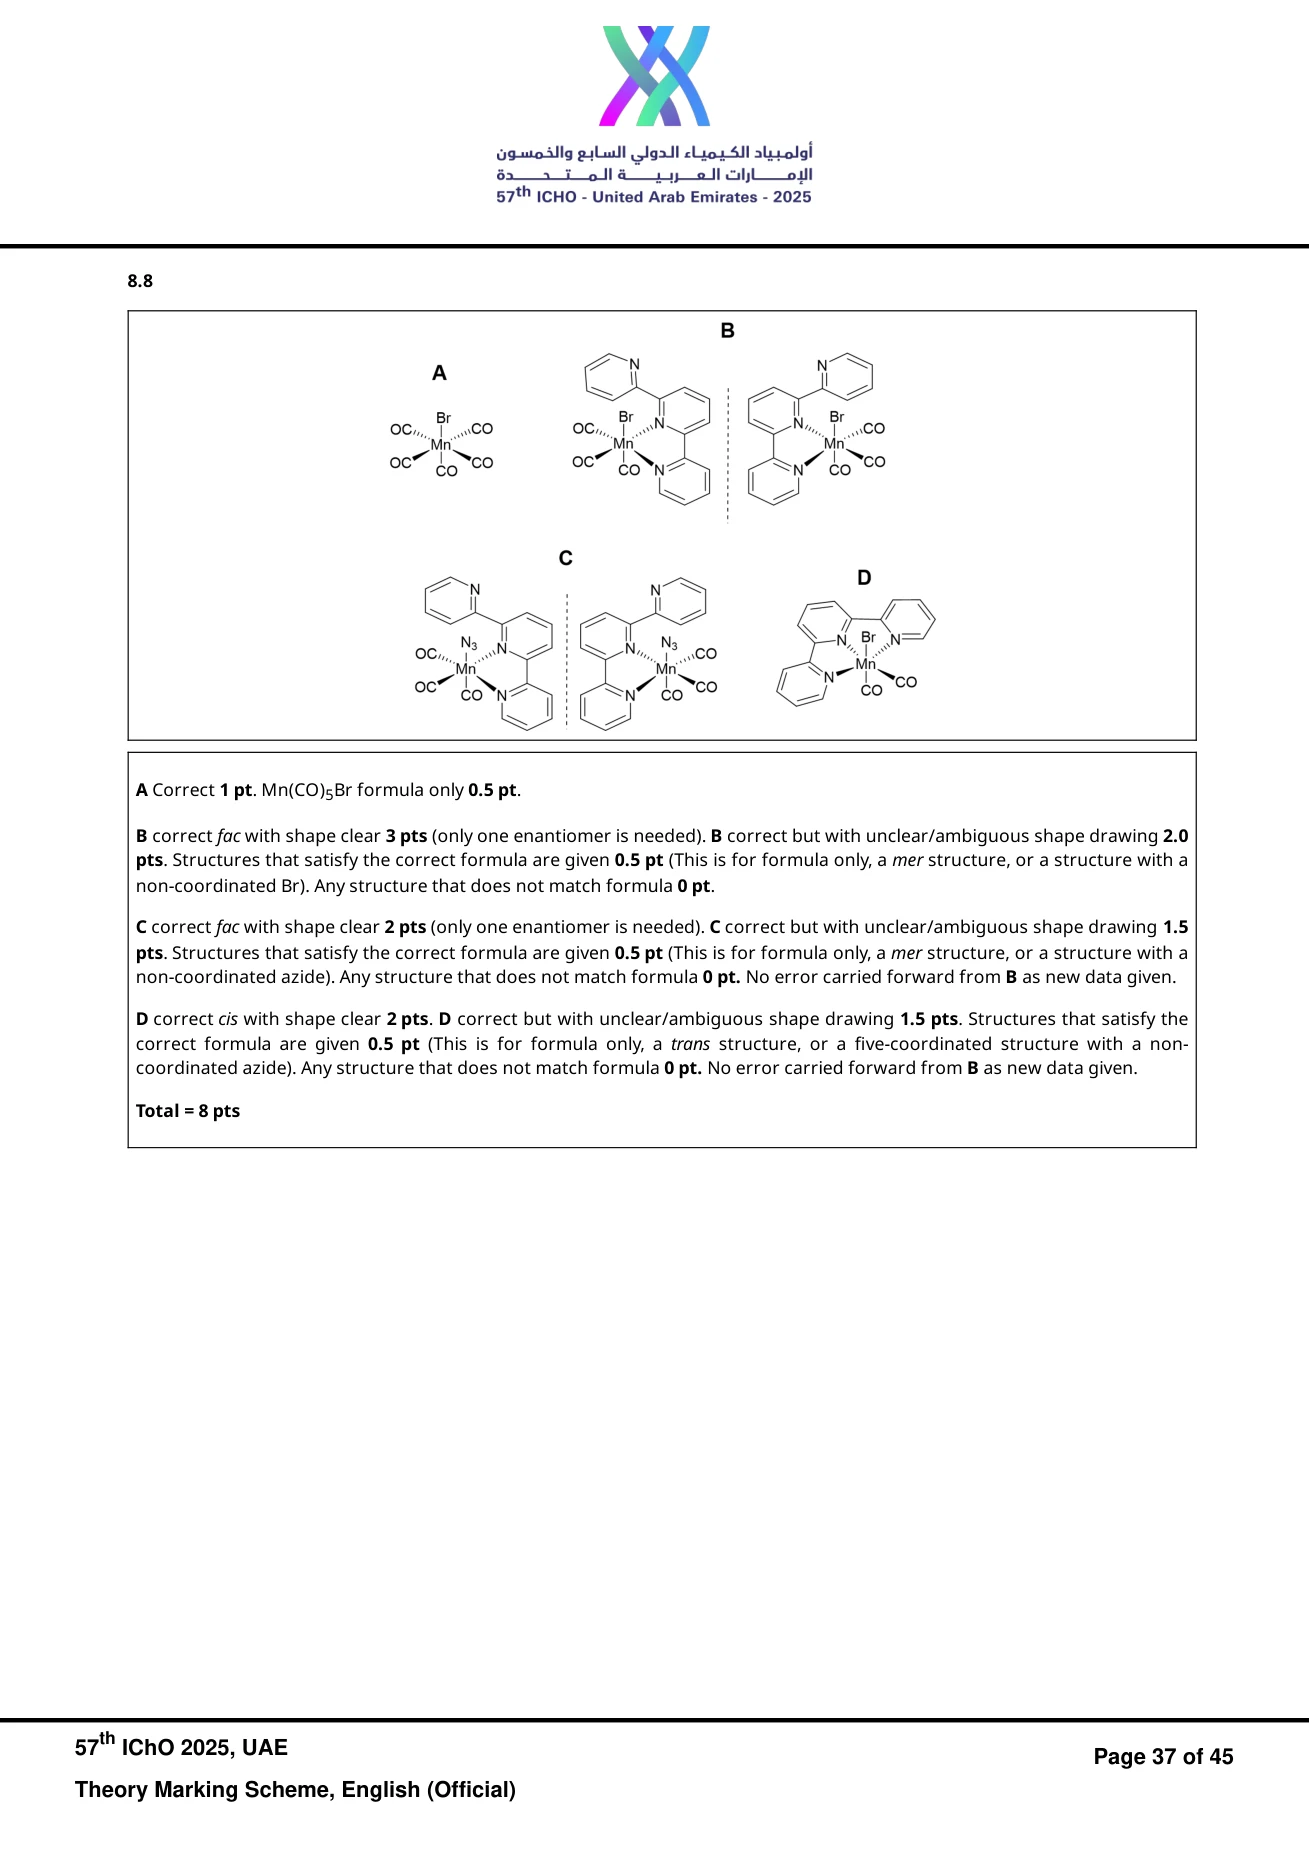 أولمبياد الكيمياء الدولي السابع والخمسون
الإمـــــــارات الـعـــربـيـــــــة الـمـــتـــحـــــدة
57th ICHO - United Arab Emirates - 2025
8.8
B
A
N
N
Br
Br
Br
OC
CO
OC
N
N
CO
Mn
Mn
Mn
OC
CO
OC
CO
CO
CO
CO
N
N
C
D
N
N
N3
N3
Br
N
N
OC
N
N
CO
Mn
Mn
Mn
N
CO
OC
CO
CO
CO
CO
N
N
A Correct 1 pt. Mn(CO)5Br formula only 0.5 pt.
B correct fac with shape clear 3 pts (only one enantiomer is needed). B correct but with unclear/ambiguous shape drawing 2.0
pts. Structures that satisfy the correct formula are given 0.5 pt (This is for formula only, a mer structure, or a structure with a
non-coordinated Br). Any structure that does not match formula 0 pt.
C correct fac with shape clear 2 pts (only one enantiomer is needed). C correct but with unclear/ambiguous shape drawing 1.5
pts. Structures that satisfy the correct formula are given 0.5 pt (This is for formula only, a mer structure, or a structure with a
non-coordinated azide). Any structure that does not match formula 0 pt. No error carried forward from B as new data given.
D correct cis with shape clear 2 pts. D correct but with unclear/ambiguous shape drawing 1.5 pts. Structures that satisfy the
correct formula are given 0.5 pt (This is for formula only, a trans structure, or a five-coordinated structure with a non-
coordinated azide). Any structure that does not match formula 0 pt. No error carried forward from B as new data given.
Total = 8 pts
57th IChO 2025, UAE
Page 37 of 45
Theory Marking Scheme, English (Official)